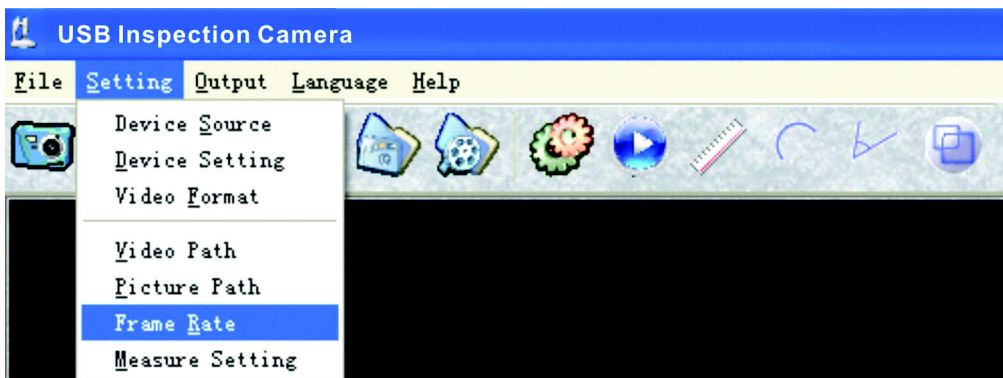 USB Inspection Camera
File Setting Output Language Help
Device Source
Device Setting
Video Format
Video Path
Picture Path
Frame Rate
Measure Setting